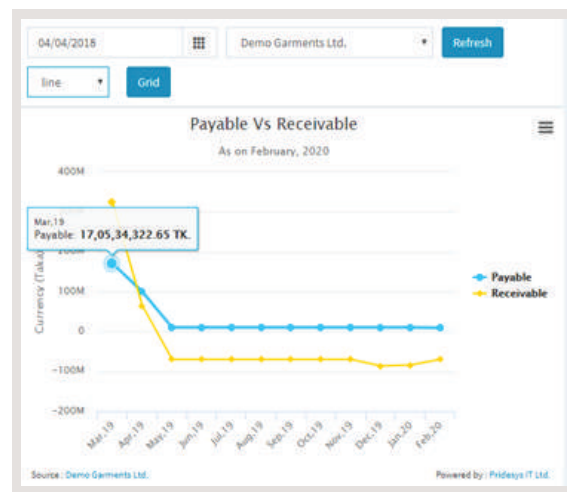 04/04/2018
Demo Garments Ltd.
Refresh
line
Grid
Payable Vs Receivable
As on February, 2020
400M
Mar,19
Payable: 17,05,34,322.65 TK.
200M
100M
0
-100M
-200M
Currency (Taka)
Payable
Receivable
Mar,19 Apr,19 May,19 Jun,19 Jul,19 Aug,19 Sep,19 Oct,19 Nov,19 Dec,19 Jan,20 Feb,20
Source : Demo Garments Ltd.
Powered by : Pridesys IT Ltd.